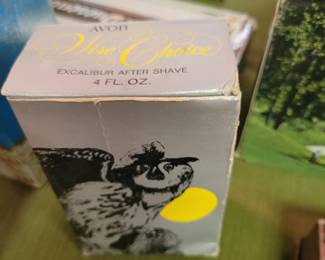 AVON
Wise Choice
EXCALIBUR AFTER SHAVE
4 FL. OZ.